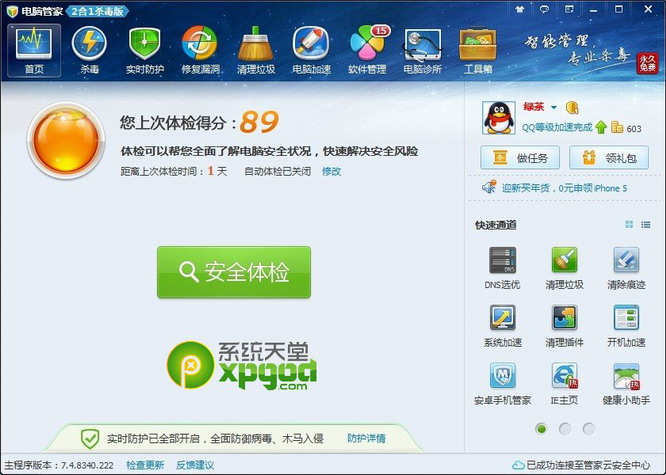 电脑管家 2合1杀毒版
首页
杀毒
实时防护
修复漏洞
清理垃圾
电脑加速
15
软件管理
电脑诊所
工具箱
智能管理
专业杀毒
永久免费
您上次体检得分：89
体检可以帮您全面了解电脑安全状况，快速解决安全风险
距离上次体检时间：1 天 自动体检已关闭 修改
安全体检
系统天堂
xpgod
.com
实时防护已全部开启，全面防御病毒、木马入侵 防护详情
绿茶
QQ等级加速完成 603
做任务
领礼包
迎新买年货，0元申领iPhone 5
快速通道
DNS
DNS选优
清理垃圾
清除痕迹
系统加速
清理插件
开机加速
安卓手机管家
热
IE主页
热
健康小助手
主程序版本：7.4.8340.222 检查更新 反馈建议
已成功连接至管家云安全中心